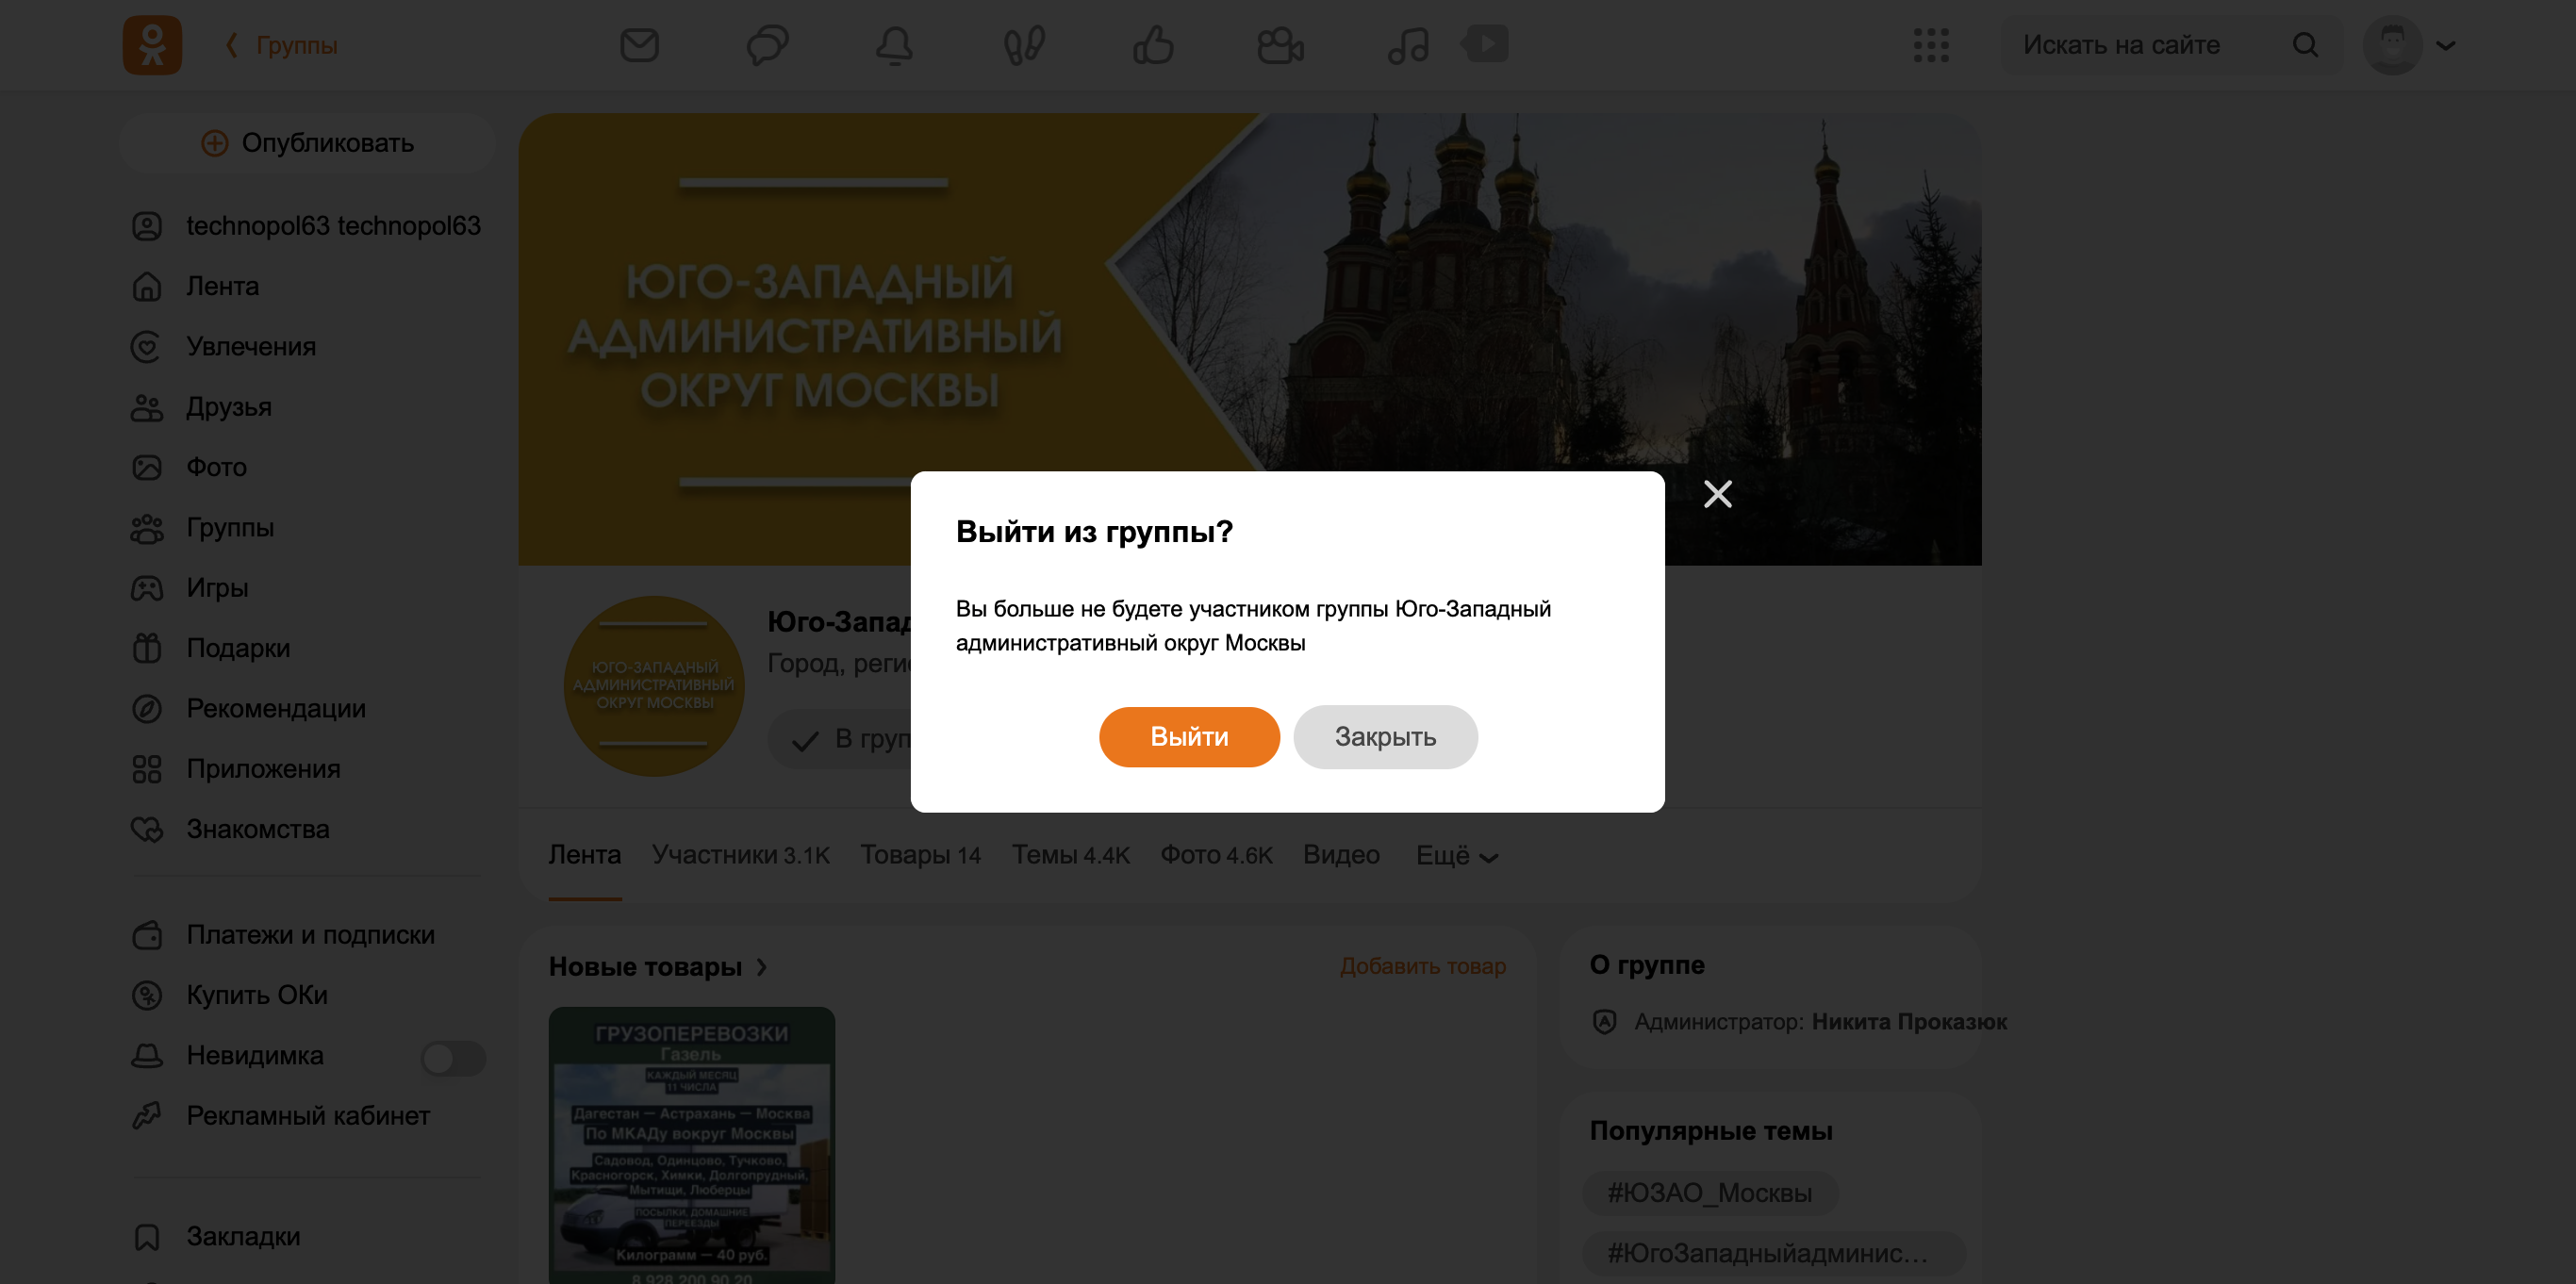 Группы
Искать на сайте
Опубликовать
technopol63 technopol63
Лента
Увлечения
Друзья
Фото
Группы
Игры
Подарки
Рекомендации
Приложения
Знакомства
Платежи и подписки
Купить ОКи
Невидимка
Рекламный кабинет
Закладки
ЮГО-ЗАПАДНЫЙ
АДМИНИСТРАТИВНЫЙ
ОКРУГ МОСКВЫ
ЮГО-ЗАПАДНЫЙ
АДМИНИСТРАТИВНЫЙ
ОКРУГ МОСКВЫ
Юго-Запад
Город, реги
В груп
Выйти из группы?
Вы больше не будете участником группы Юго-Западный
административный округ Москвы
Выйти Закрыть
Лента Участники 3.1K Товары 14 Темы 4.4K Фото 4.6K Видео Ещё
Новые товары
Добавить товар
ГРУЗОПЕРЕВОЗКИ
Газель
КАЖДЫЙ МЕСЯЦ
11 ЧИСЛА
Дагестан — Астрахань — Москва
По МКАДу вокруг Москвы
Садовод, Одинцово, Тучково,
Красногорск, Химки, Долгопрудный,
Мытищи, Люберцы
ПОСЫЛКИ, ДОМАШНИЕ
ПЕРЕЕЗДЫ
Килограмм — 40 руб.
8 928 200 90 20
О группе
Администратор: Никита Проказюк
Популярные темы
#ЮЗАО_Москвы
#ЮгоЗападныйадминис...